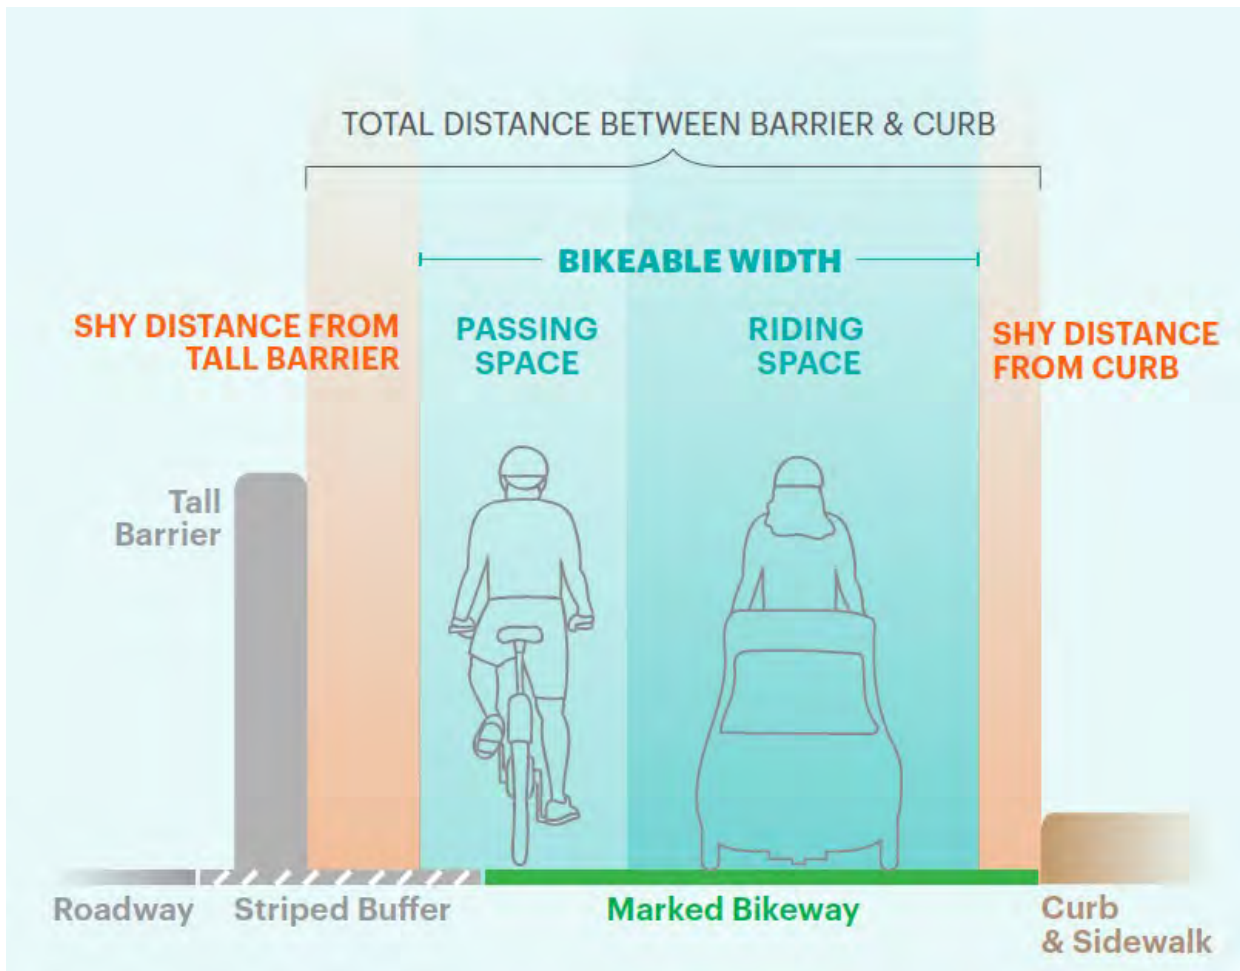 TOTAL DISTANCE BETWEEN BARRIER & CURB
BIKEABLE WIDTH
SHY DISTANCE FROM
TALL BARRIER
PASSING
SPACE
RIDING
SPACE
SHY DISTANCE
FROM CURB
Tall
Barrier
Roadway
Striped Buffer
Marked Bikeway
Curb
& Sidewalk